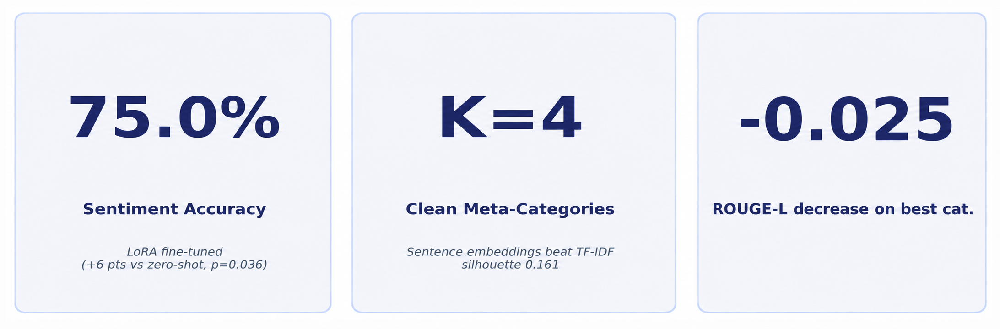 75.0%
Sentiment Accuracy
LoRA fine-tuned
(+6 pts vs zero-shot, p=0.036)
K=4
Clean Meta-Categories
Sentence embeddings beat TF-IDF
silhouette 0.161
-0.025
ROUGE-L decrease on best cat.